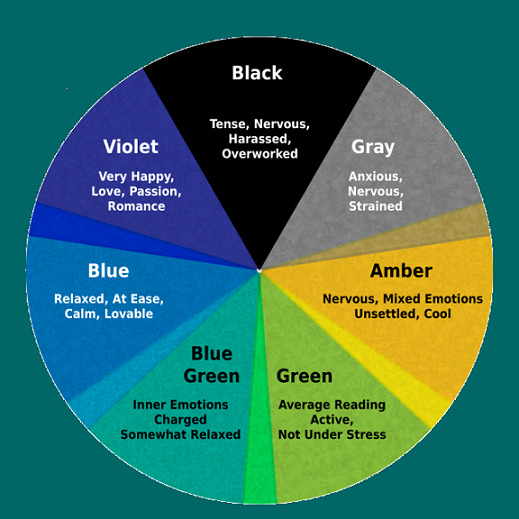 Black
Tense, Nervous,
Harassed,
Overworked
Violet
Very Happy,
Love, Passion,
Romance
Gray
Anxious,
Nervous,
Strained
Blue
Relaxed, At Ease,
Calm, Lovable
Amber
Nervous, Mixed Emotions
Unsettled, Cool
Blue
Green
Inner Emotions
Charged
Somewhat Relaxed
Green
Average Reading
Active,
Not Under Stress